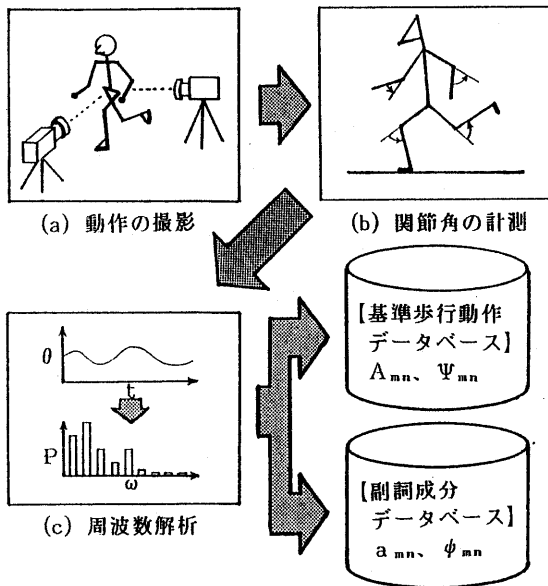 (a) 動作の撮影
(b) 関節角の計測
θ
t
P
ω
(c) 周波数解析
【基準歩行動作
データベース】
Amn、Ψmn
【副詞成分
データベース】
amn、φmn